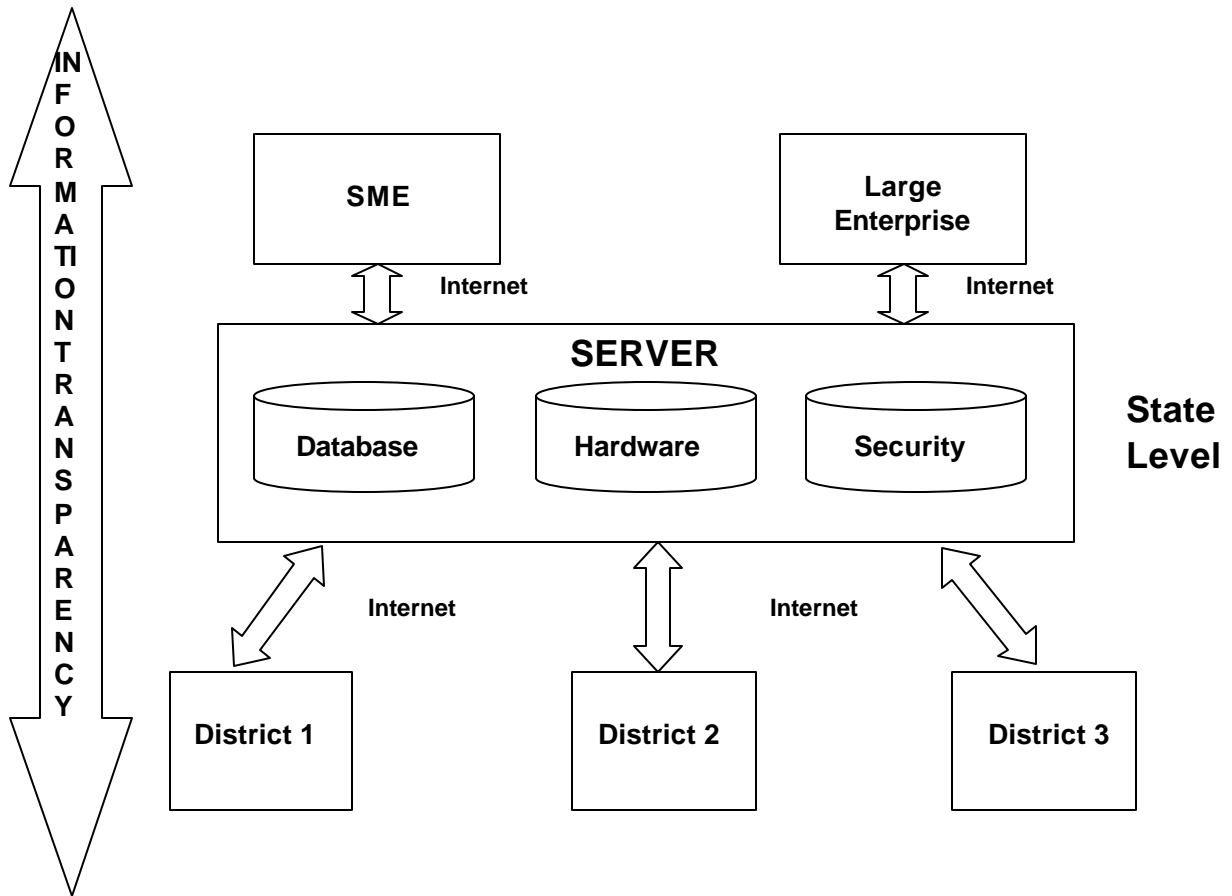 INFORMATIONTRANSPARENCY
SME
Large
Enterprise
Internet
Internet
SERVER
Database
Hardware
Security
State
Level
Internet
Internet
District 1
District 2
District 3